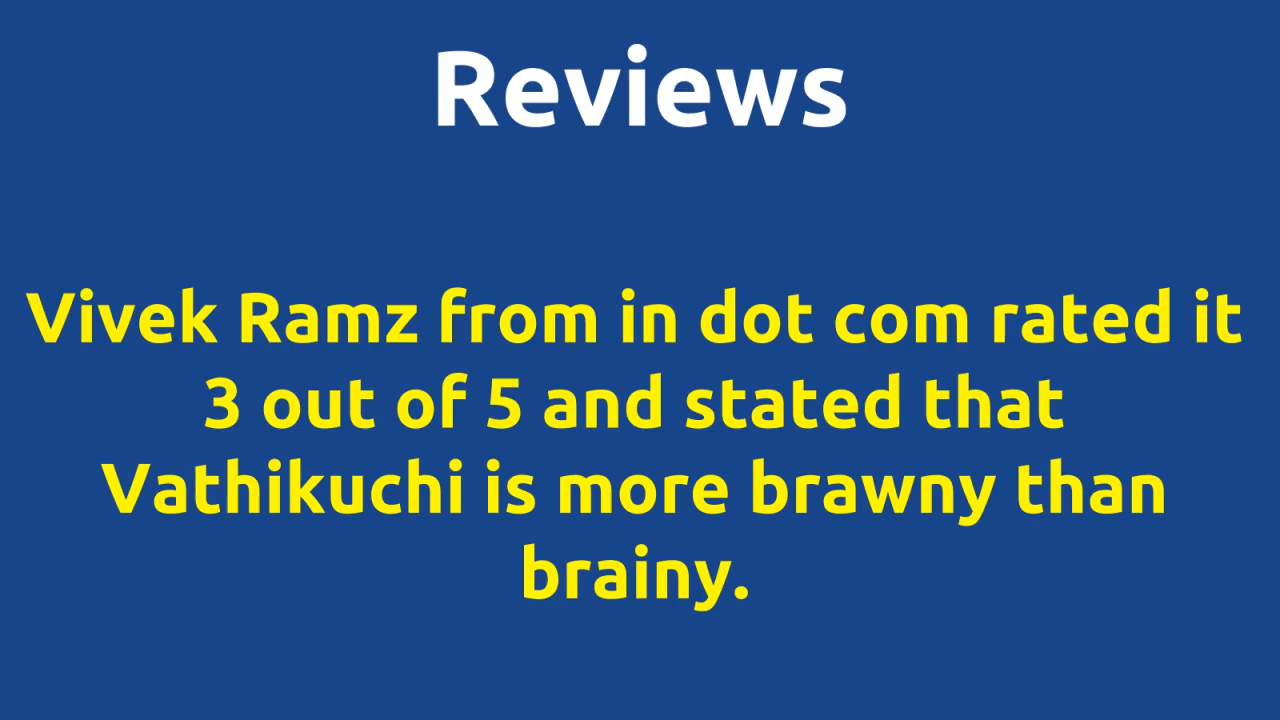 Reviews
Vivek Ramz from in dot com rated it
3 out of 5 and stated that
Vathikuchi is more brawny than
brainy.